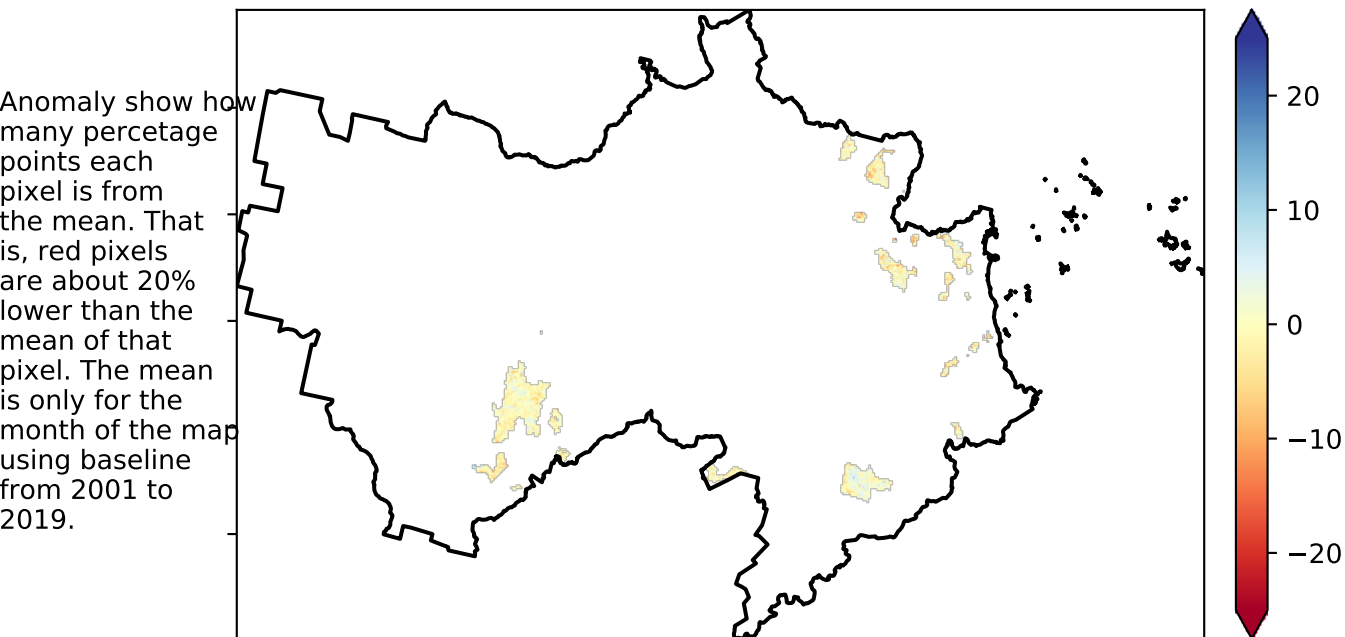 Anomaly show how
many percetage
points each
pixel is from
the mean. That
is, red pixels
are about 20%
lower than the
mean of that
pixel. The mean
is only for the
month of the map
using baseline
from 2001 to
2019.
20
10
0
−10
−20